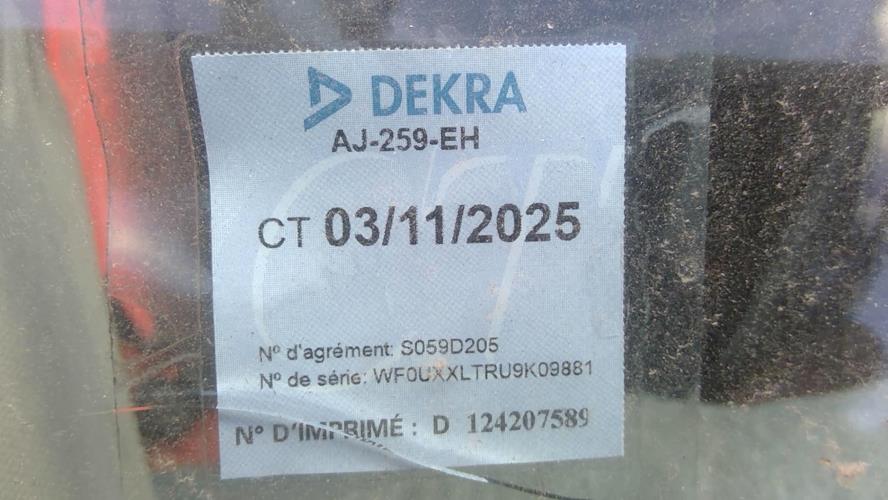 DEKRA
AJ-259-EH
CT 03/11/2025
N° d'agrément: S059D205
N° de série: WF0UXXLTRU9K09881
N° D'IMPRIMÉ : D 124207589